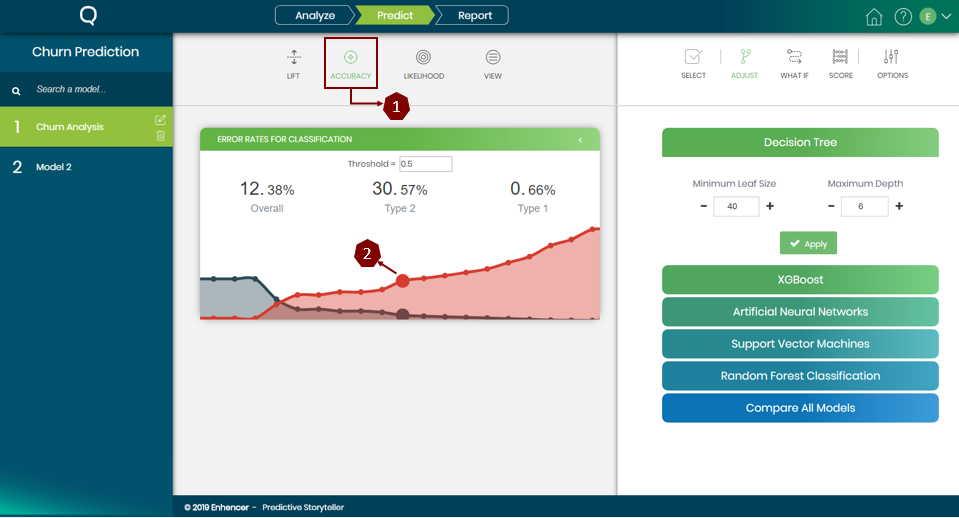 Q
Analyze Predict Report
E
Churn Prediction
Search a model...
1 Churn Analysis
2 Model 2
LIFT ACCURACY LIKELIHOOD VIEW
1
SELECT ADJUST WHAT IF SCORE OPTIONS
ERROR RATES FOR CLASSIFICATION
Threshold = 0.5
12. 38% 30. 57% 0. 66%
Overall Type 2 Type 1
2
Decision Tree
Minimum Leaf Size Maximum Depth
- 40 + - 6 +
Apply
XGBoost
Artificial Neural Networks
Support Vector Machines
Random Forest Classification
Compare All Models
© 2019 Enhencer - Predictive Storyteller